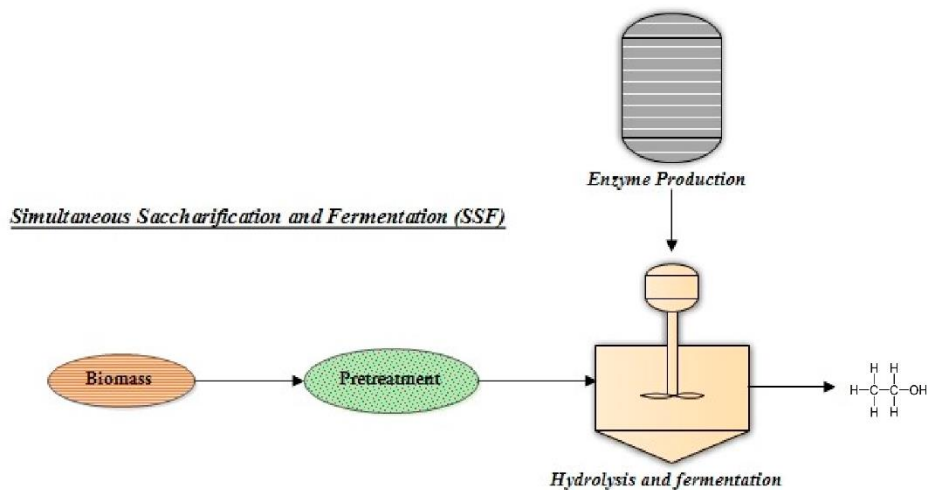 Enzyme Production
Simultaneous Saccharification and Fermentation (SSF)
Biomass
Pretreatment
H H
H-C-C-OH
H H
Hydrolysis and fermentation